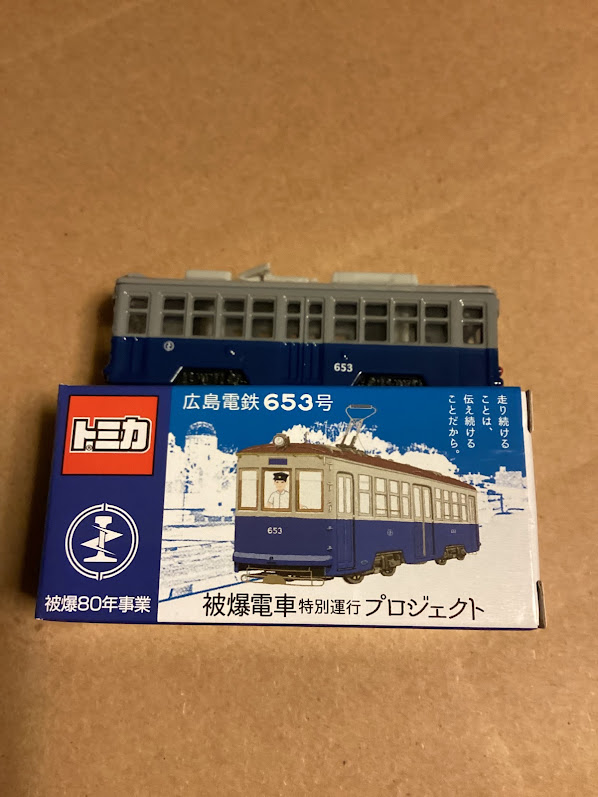 653
トミカ
広島電鉄653号
走り続ける
ことは、
伝え続ける
ことだから。
653
被爆80年事業
被爆電車特別運行プロジェクト